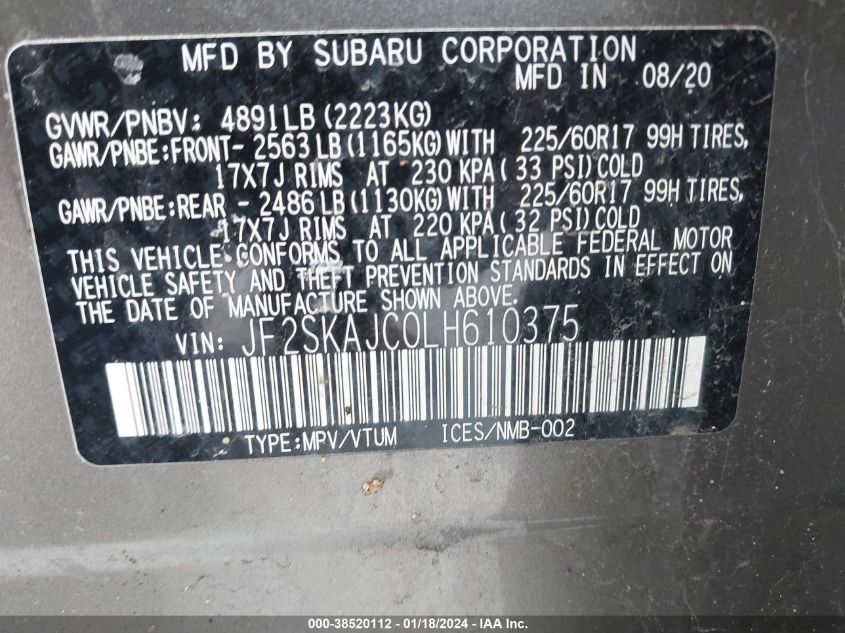 MFD BY SUBARU CORPORATION
MFD IN 08/20
GVWR/PNBV: 4891LB (2223KG)
GAWR/PNBE:FRONT- 2563 LB (1165KG) WITH 225/60R17 99H TIRES,
17X7J RIMS AT 230 KPA ( 33 PSI) COLD
GAWR/PNBE:REAR - 2486 LB (1130KG) WITH 225/60R17 99H TIRES,
17X7J RIMS AT 220 KPA ( 32 PSI) COLD
THIS VEHICLE CONFORMS TO ALL APPLICABLE FEDERAL MOTOR
VEHICLE SAFETY AND THEFT PREVENTION STANDARDS IN EFFECT ON
THE DATE OF MANUFACTURE SHOWN ABOVE.
VIN: JF2SKAJC0LH610375
TYPE:MPV/VTUM ICES/NMB-002
000-38520112 - 01/18/2024 - IAA Inc.